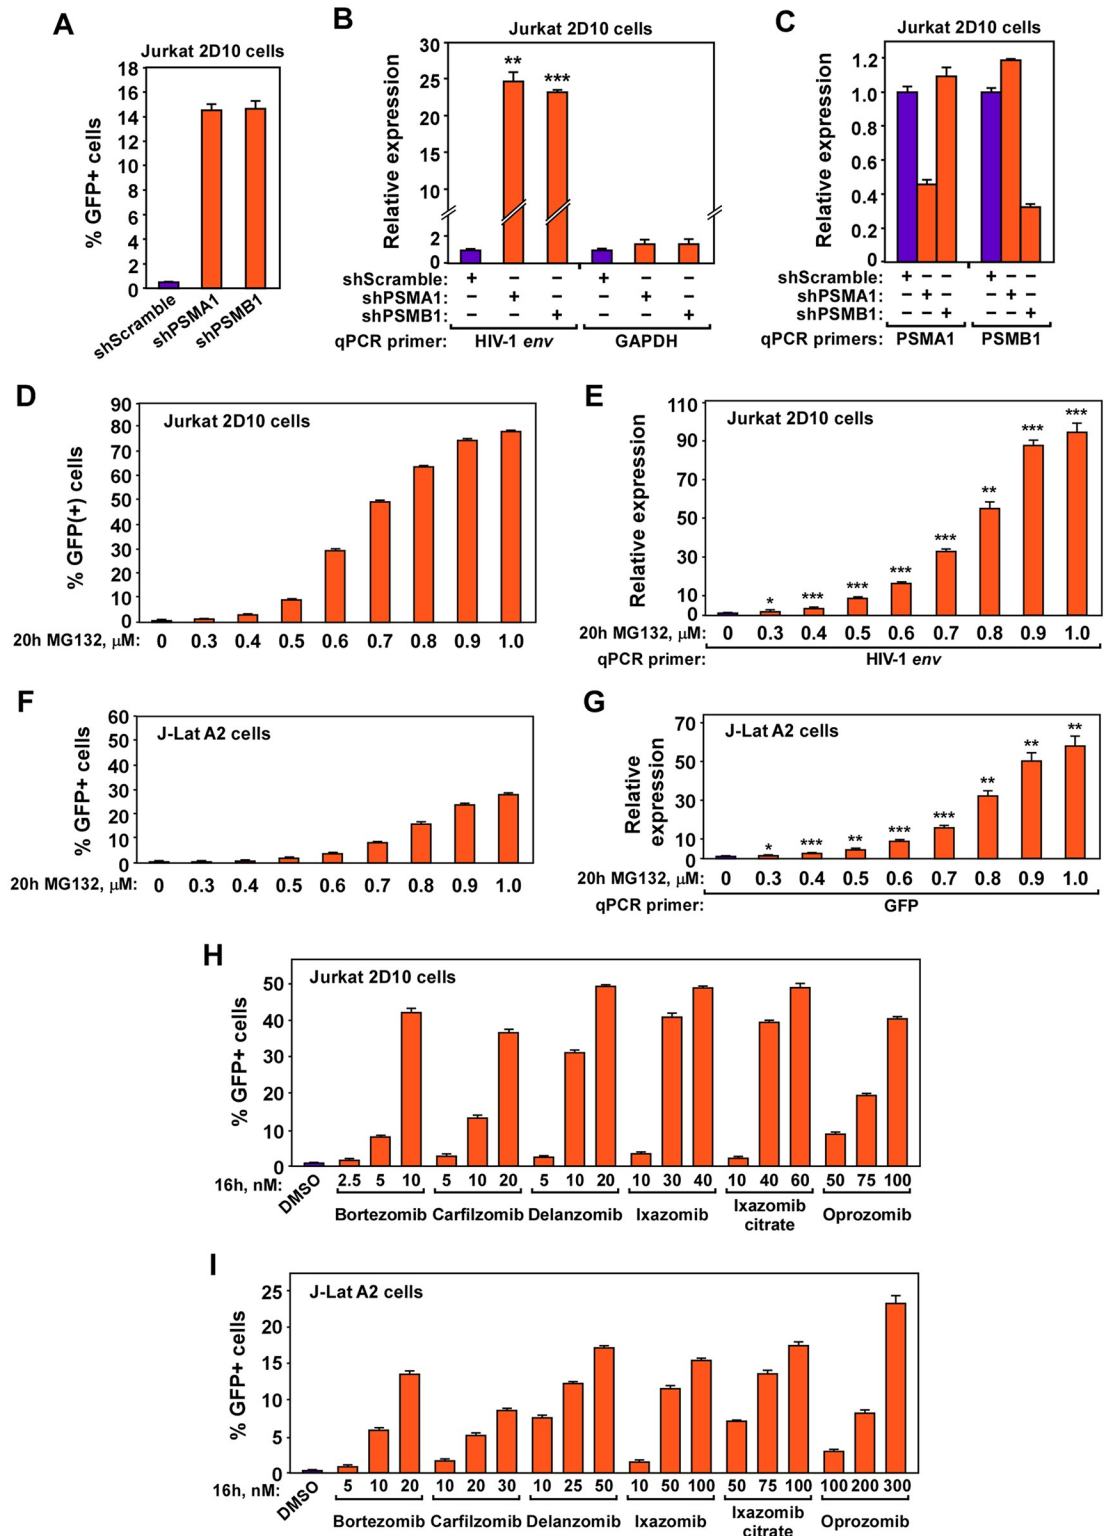 A
Jurkat 2D10 cells
% GFP+ cells
18
16
14
12
10
8
6
4
2
0
shScramble
shPSMA1
shPSMB1
B
Jurkat 2D10 cells
Relative expression
30
25
20
15
10
2
0
**
***
shScramble: + − − + − −
shPSMA1: − + − − + −
shPSMB1: − − + − − +
qPCR primer: HIV-1 env GAPDH
C
Jurkat 2D10 cells
Relative expression
1.2
1.0
0.8
0.6
0.4
0.2
0
shScramble: + − − + − −
shPSMA1: − + − − + −
shPSMB1: − − + − − +
qPCR primers: PSMA1 PSMB1
D
Jurkat 2D10 cells
% GFP(+) cells
90
80
70
60
50
40
30
20
10
0
20h MG132, μM: 0 0.3 0.4 0.5 0.6 0.7 0.8 0.9 1.0
E
Jurkat 2D10 cells
Relative expression
110
90
70
50
30
10
0
* *** *** *** *** ** *** ***
20h MG132, μM: 0 0.3 0.4 0.5 0.6 0.7 0.8 0.9 1.0
qPCR primer: HIV-1 env
F
J-Lat A2 cells
% GFP+ cells
60
50
40
30
20
10
0
20h MG132, μM: 0 0.3 0.4 0.5 0.6 0.7 0.8 0.9 1.0
G
J-Lat A2 cells
Relative
expression
70
50
30
10
0
* *** ** *** *** ** ** **
20h MG132, μM: 0 0.3 0.4 0.5 0.6 0.7 0.8 0.9 1.0
qPCR primer: GFP
H
Jurkat 2D10 cells
% GFP+ cells
50
40
30
20
10
0
16h, nM: DMSO 2.5 5 10 5 10 20 5 10 20 10 30 40 10 40 60 50 75 100
Bortezomib Carfilzomib Delanzomib Ixazomib Ixazomib citrate Oprozomib
I
J-Lat A2 cells
% GFP+ cells
25
20
15
10
5
0
16h, nM: DMSO 5 10 20 10 20 30 10 25 50 10 50 100 50 75 100 100 200 300
Bortezomib Carfilzomib Delanzomib Ixazomib Ixazomib citrate Oprozomib